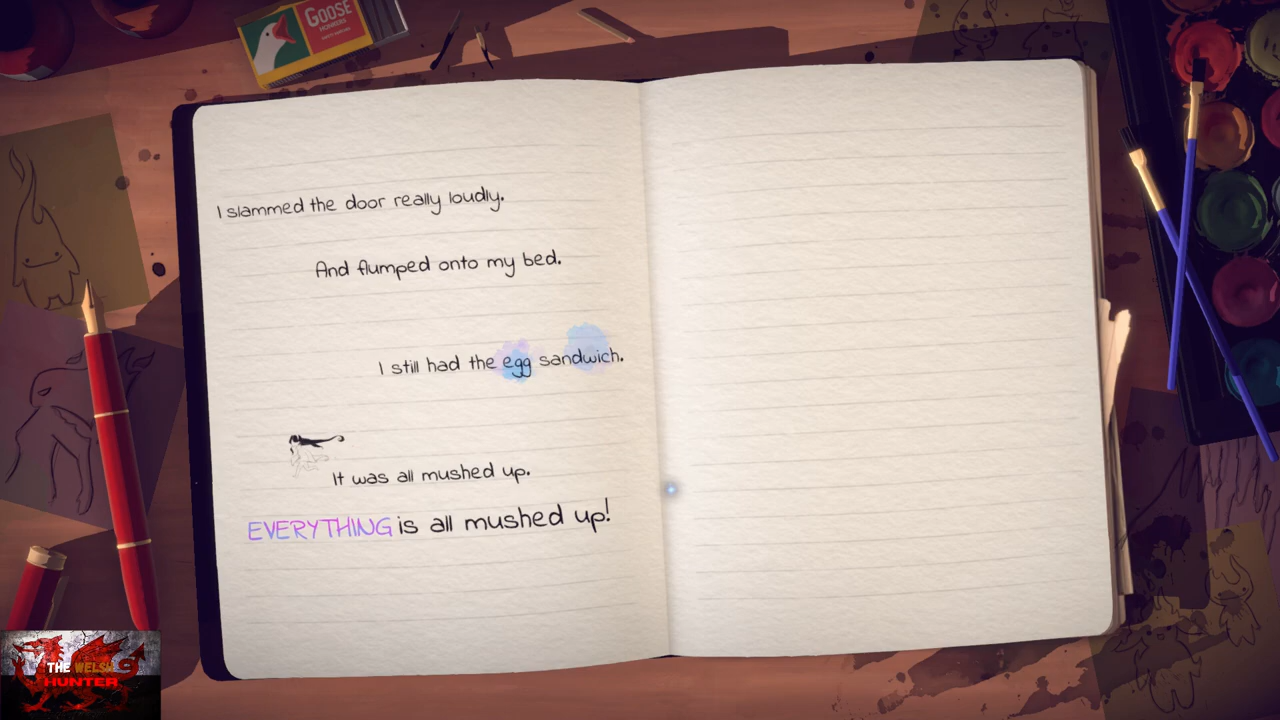 GOOSE
I slammed the door really loudly.
And flumped onto my bed.
I still had the egg sandwich.
It was all mushed up.
EVERYTHING is all mushed up!
THE WELSH
HUNTER